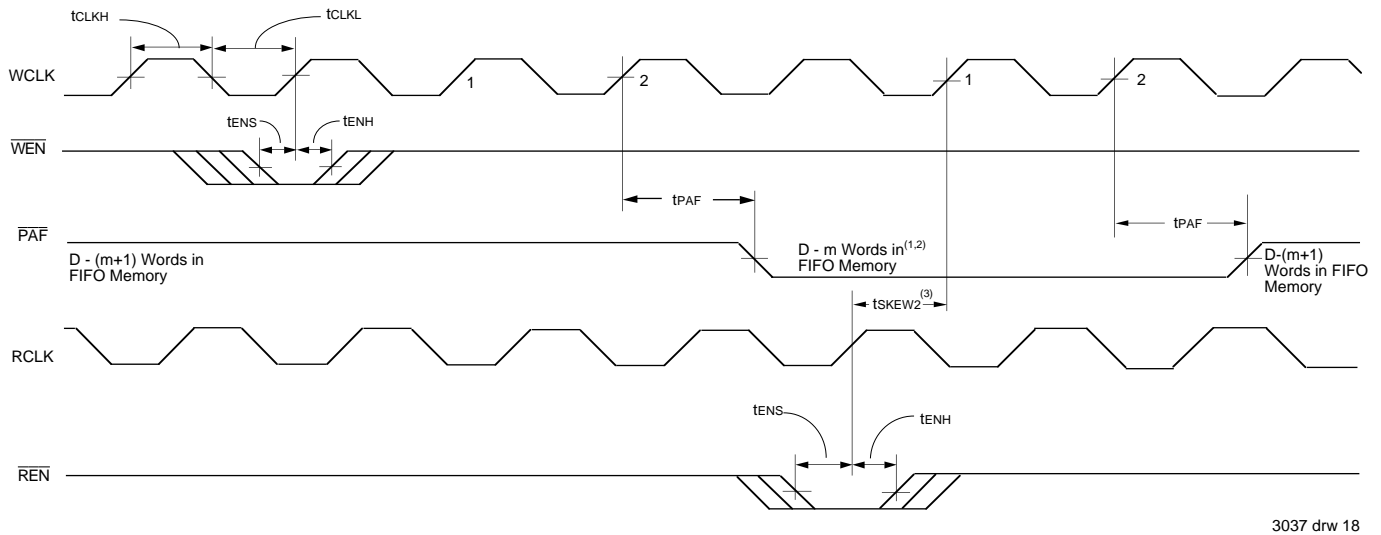 tCLKH
tCLKL
WCLK
1
2
1
2
tENS
tENH
WEN
tPAF
tPAF
PAF
D - (m+1) Words in
FIFO Memory
D - m Words in(1,2)
FIFO Memory
D-(m+1)
Words in FIFO
Memory
tSKEW2(3)
RCLK
tENS
tENH
REN
3037 drw 18